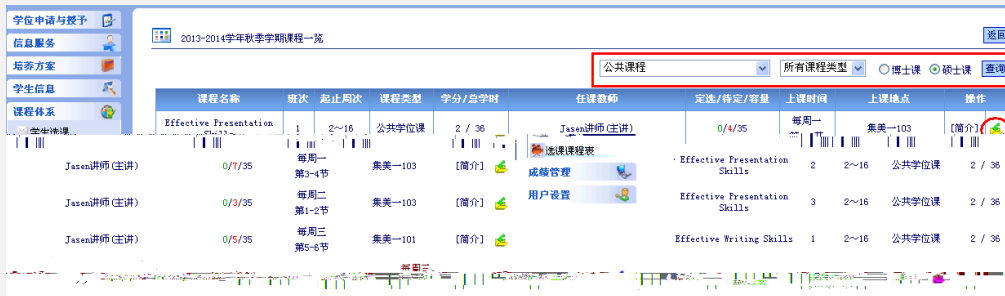 学位申请与授予
信息服务
培养方案
学生信息
课程体系
学生选课
2013-2014学年秋季学期课程一览
返回
公共课程 所有课程类型 博士课 硕士课 查询
课程名称 班次 起止周次 课程类型 学分/总学时 任课教师 定选/待定/容量 上课时间 上课地点 操作
Effective Presentation 1 2～16 公共学位课 2 / 36 Jasen讲师(主讲) 0/4/35 每周一 集美一103 [简介]
选课课程表
成绩管理
用户设置
Jasen讲师(主讲) 0/7/35 每周一 第3-4节 集美一103 [简介] Effective Presentation Skills 2 2～16 公共学位课 2 / 36
Jasen讲师(主讲) 0/3/35 每周二 第1-2节 集美一103 [简介] Effective Presentation Skills 3 2～16 公共学位课 2 / 36
Jasen讲师(主讲) 0/5/35 每周三 第5-6节 集美一101 [简介] Effective Writing Skills 1 2～16 公共学位课 2 / 36